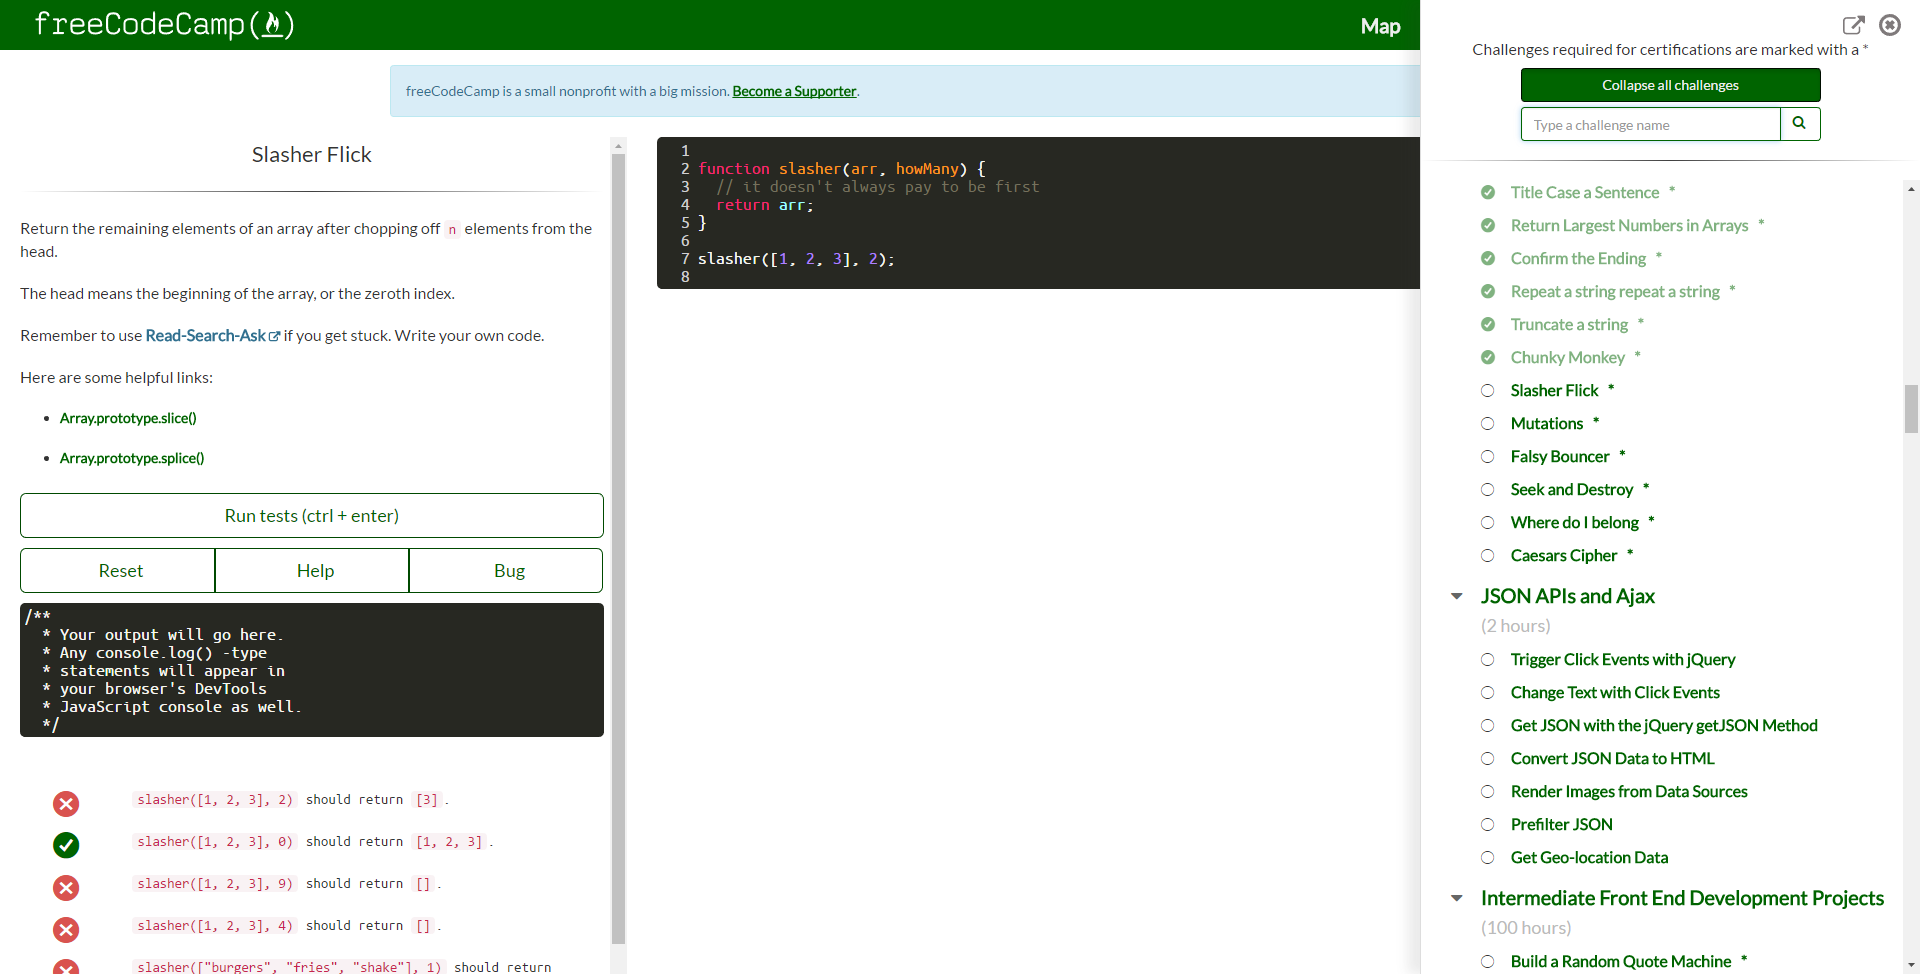 freeCodeCamp
Map
freeCodeCamp is a small nonprofit with a big mission. Become a Supporter.
Slasher Flick
Return the remaining elements of an array after chopping off n elements from the
head.
The head means the beginning of the array, or the zeroth index.
Remember to use Read-Search-Ask if you get stuck. Write your own code.
Here are some helpful links:
Array.prototype.slice()
Array.prototype.splice()
Run tests (ctrl + enter)
Reset Help Bug
/**
* Your output will go here.
* Any console.log() -type
* statements will appear in
* your browser's DevTools
* JavaScript console as well.
*/
slasher([1, 2, 3], 2) should return [3].
slasher([1, 2, 3], 0) should return [1, 2, 3].
slasher([1, 2, 3], 9) should return [].
slasher([1, 2, 3], 4) should return [].
slasher(["burgers", "fries", "shake"], 1) should return
1
2 function slasher(arr, howMany) {
3 // it doesn't always pay to be first
4 return arr;
5 }
6
7 slasher([1, 2, 3], 2);
8
Challenges required for certifications are marked with a *
Collapse all challenges
Type a challenge name
Title Case a Sentence *
Return Largest Numbers in Arrays *
Confirm the Ending *
Repeat a string repeat a string *
Truncate a string *
Chunky Monkey *
Slasher Flick *
Mutations *
Falsy Bouncer *
Seek and Destroy *
Where do I belong *
Caesars Cipher *
JSON APIs and Ajax
(2 hours)
Trigger Click Events with jQuery
Change Text with Click Events
Get JSON with the jQuery getJSON Method
Convert JSON Data to HTML
Render Images from Data Sources
Prefilter JSON
Get Geo-location Data
Intermediate Front End Development Projects
(100 hours)
Build a Random Quote Machine *